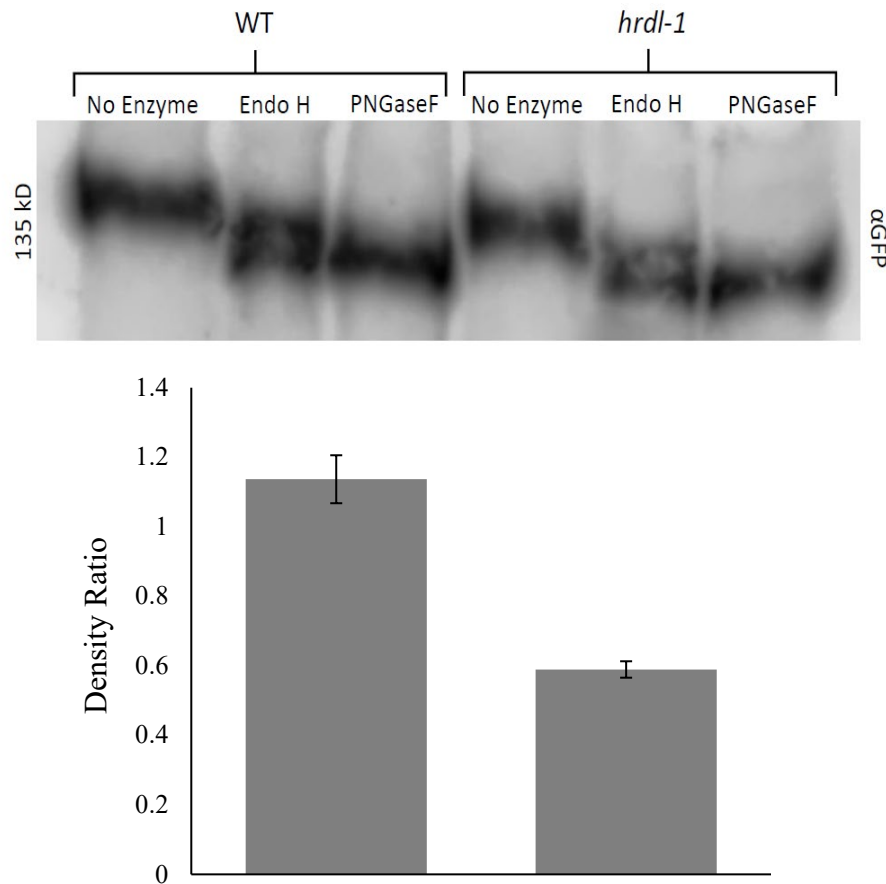 WT
hrdl-1
No Enzyme
Endo H
PNGaseF
No Enzyme
Endo H
PNGaseF
135 kD
αGFP
1.4
1.2
1
0.8
0.6
0.4
0.2
0
Density Ratio